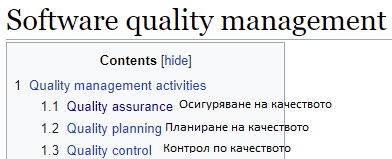 Software quality management
Contents [hide]
1 Quality management activities
1.1 Quality assurance Осигуряване на качеството
1.2 Quality planning Планиране на качеството
1.3 Quality control Контрол по качеството